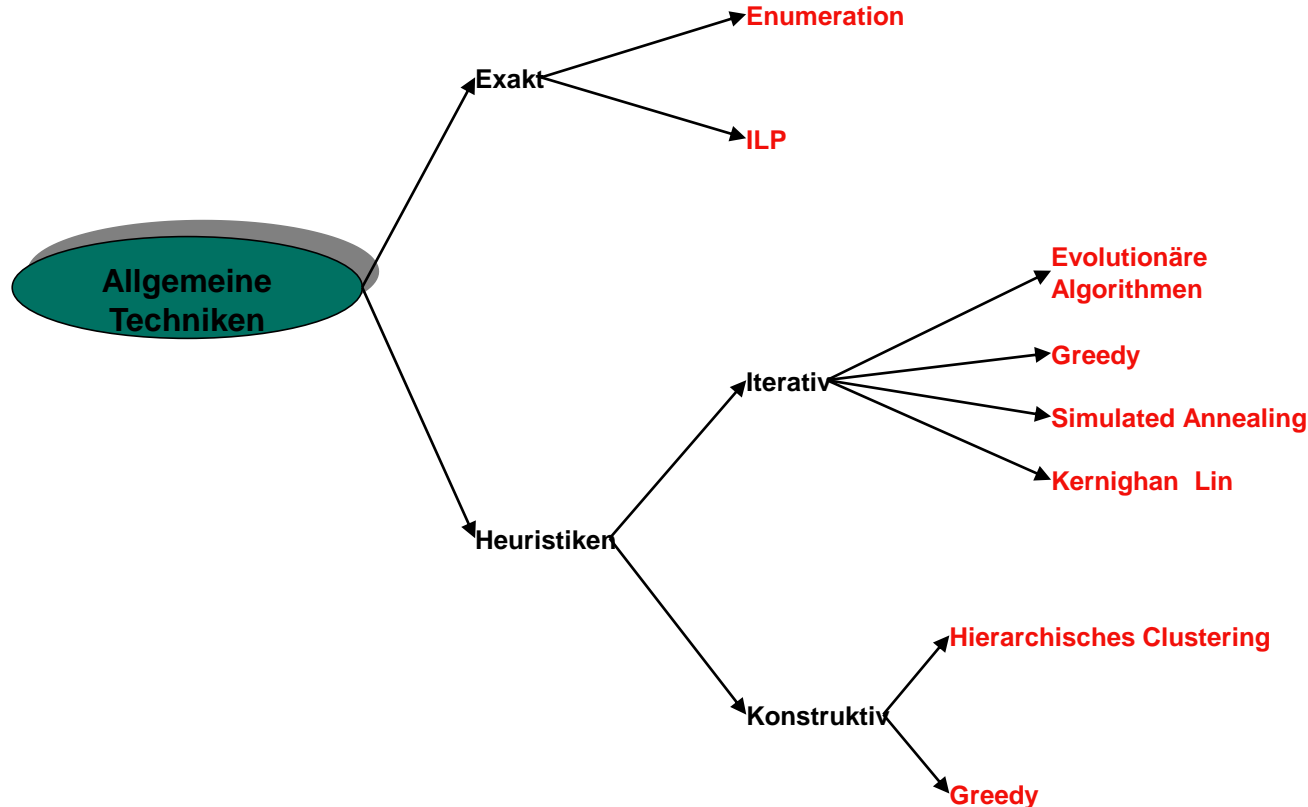 Enumeration
Exakt
ILP
Allgemeine
Techniken
Evolutionäre
Algorithmen
Greedy
Iterativ
Simulated Annealing
Kernighan Lin
Heuristiken
Hierarchisches Clustering
Konstruktiv
Greedy